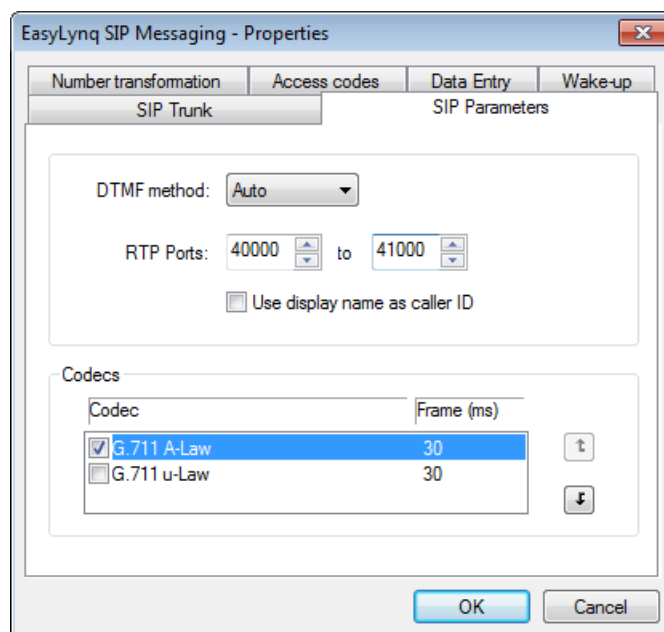 EasyLynq SIP Messaging - Properties
Number transformation Access codes Data Entry Wake-up
SIP Trunk SIP Parameters
DTMF method: Auto
RTP Ports: 40000 to 41000
Use display name as caller ID
Codecs
Codec Frame (ms)
G.711 A-Law 30
G.711 u-Law 30
OK Cancel